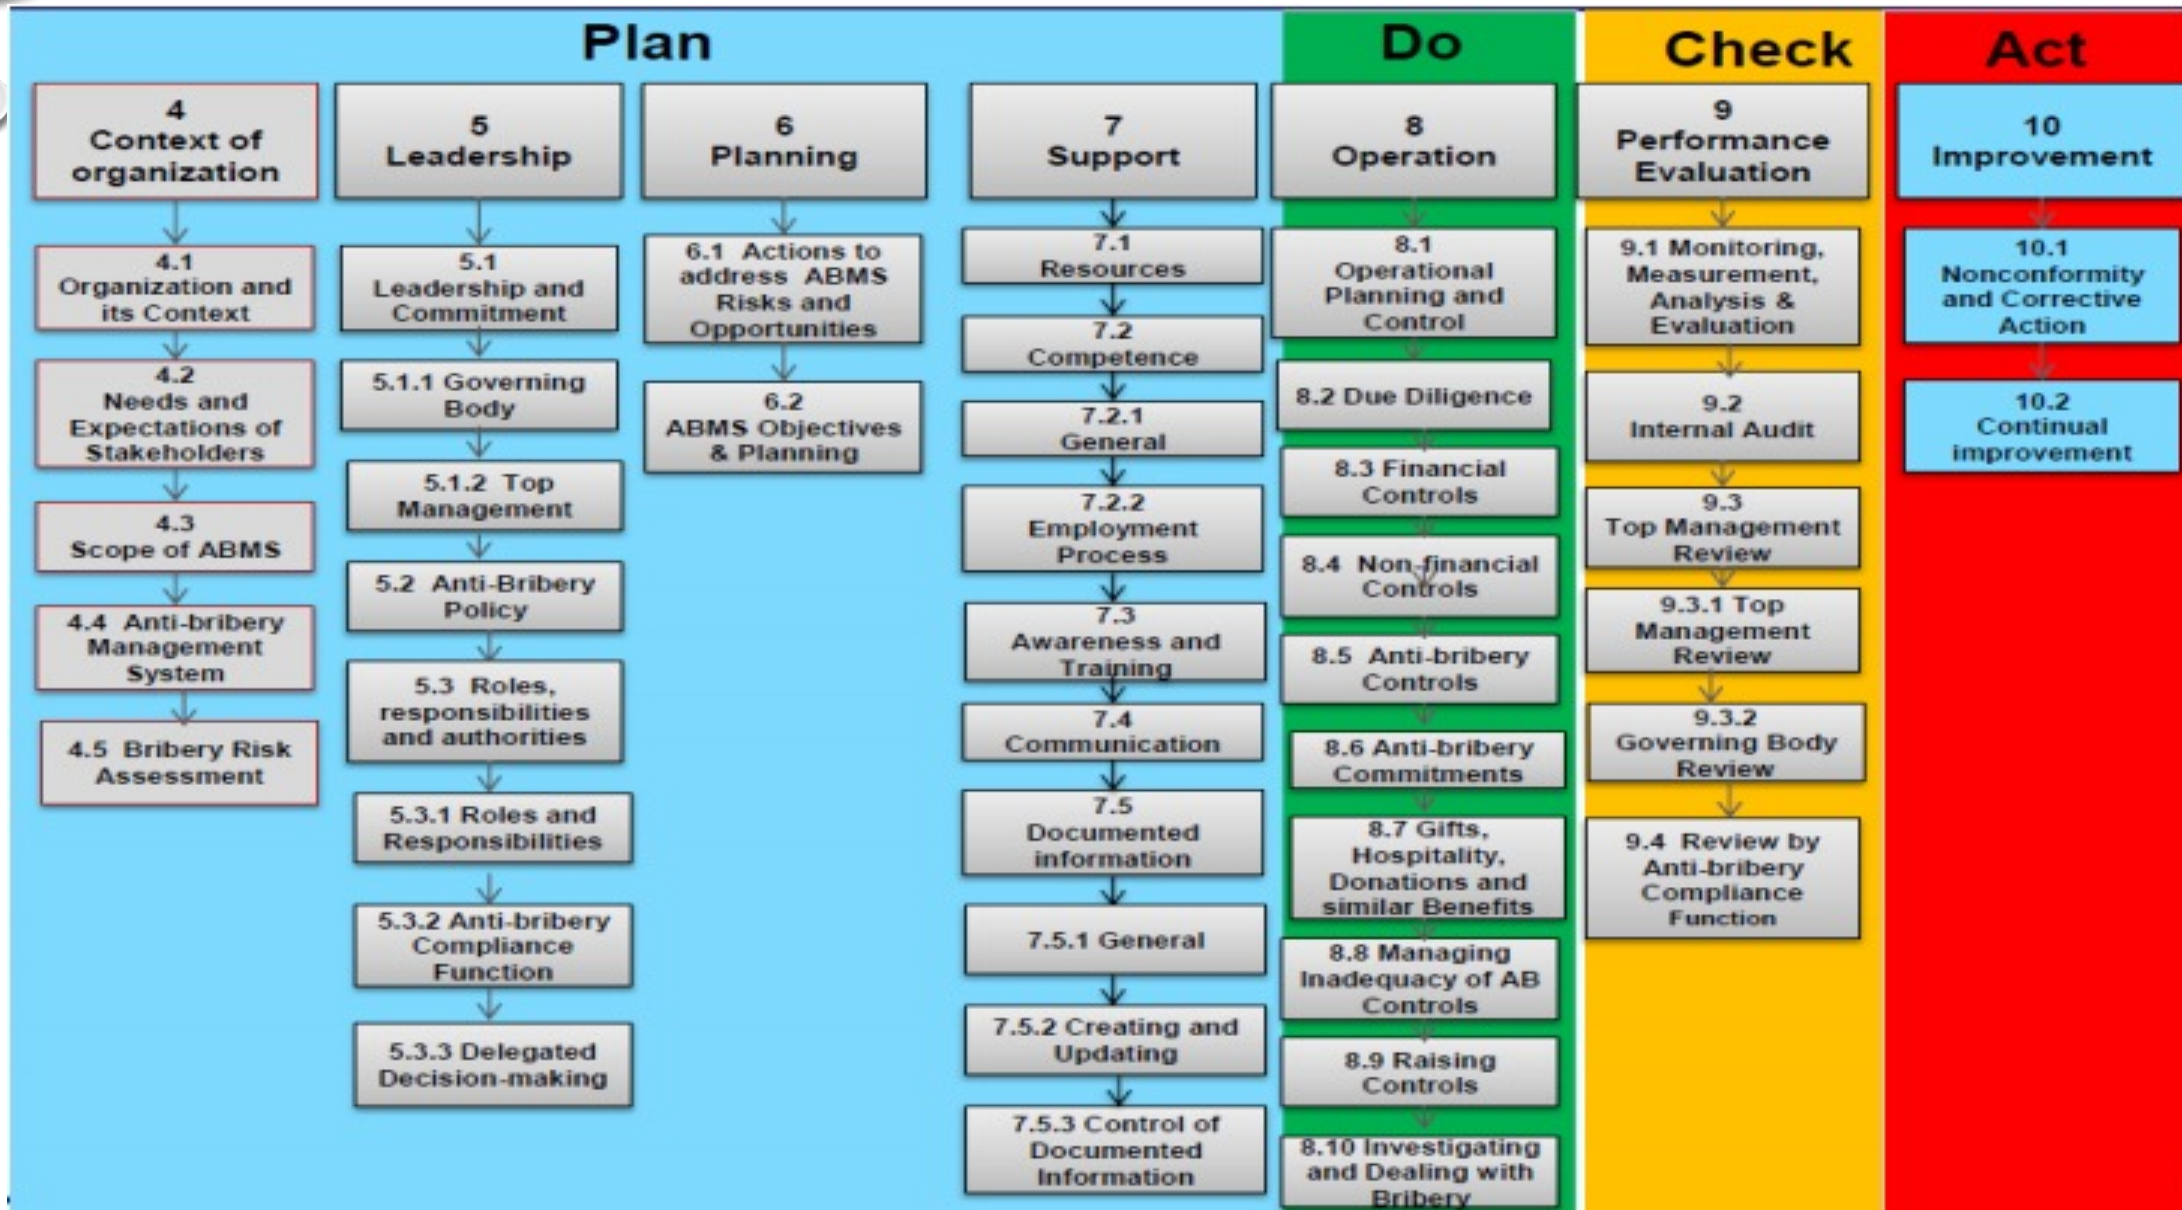 Plan
4
Context of
organization
4.1
Organization and
its Context
4.2
Needs and
Expectations of
Stakeholders
4.3
Scope of ABMS
4.4 Anti-bribery
Management
System
4.5 Bribery Risk
Assessment
5
Leadership
5.1
Leadership and
Commitment
5.1.1 Governing
Body
5.1.2 Top
Management
5.2 Anti-Bribery
Policy
5.3 Roles,
responsibilities
and authorities
5.3.1 Roles and
Responsibilities
5.3.2 Anti-bribery
Compliance
Function
5.3.3 Delegated
Decision-making
6
Planning
6.1 Actions to
address ABMS
Risks and
Opportunities
6.2
ABMS Objectives
& Planning
7
Support
7.1
Resources
7.2
Competence
7.2.1
General
7.2.2
Employment
Process
7.3
Awareness and
Training
7.4
Communication
7.5
Documented
information
7.5.1 General
7.5.2 Creating and
Updating
7.5.3 Control of
Documented
Information
Do
8
Operation
8.1
Operational
Planning and
Control
8.2 Due Diligence
8.3 Financial
Controls
8.4 Non-financial
Controls
8.5 Anti-bribery
Controls
8.6 Anti-bribery
Commitments
8.7 Gifts,
Hospitality,
Donations and
similar Benefits
8.8 Managing
Inadequacy of AB
Controls
8.9 Raising
Controls
8.10 Investigating
and Dealing with
Bribery
Check
9
Performance
Evaluation
9.1 Monitoring,
Measurement,
Analysis &
Evaluation
9.2
Internal Audit
9.3
Top Management
Review
9.3.1 Top
Management
Review
9.3.2
Governing Body
Review
9.4 Review by
Anti-bribery
Compliance
Function
Act
10
Improvement
10.1
Nonconformity
and Corrective
Action
10.2
Continual
improvement